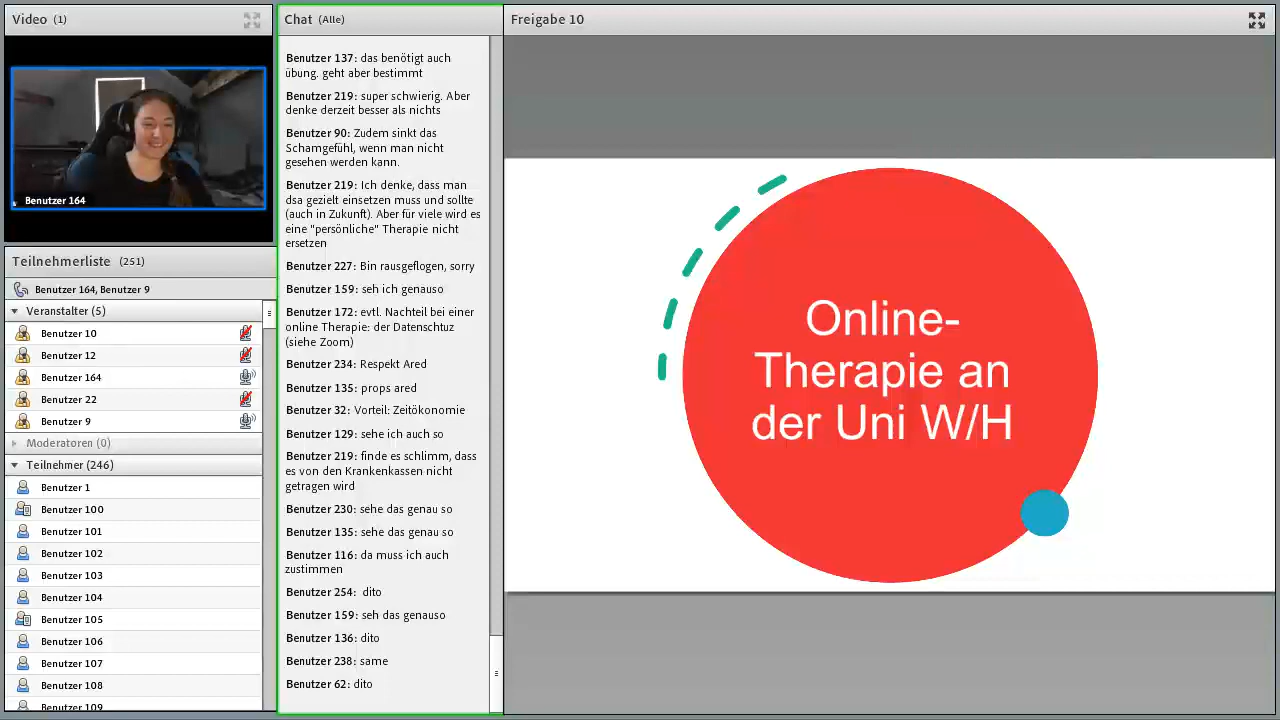 Video (1)
Benutzer 164
Teilnehmerliste (251)
Benutzer 164, Benutzer 9
Veranstalter (5)
Benutzer 10
Benutzer 12
Benutzer 164
Benutzer 22
Benutzer 9
Moderatoren (0)
Teilnehmer (246)
Benutzer 1
Benutzer 100
Benutzer 101
Benutzer 102
Benutzer 103
Benutzer 104
Benutzer 105
Benutzer 106
Benutzer 107
Benutzer 108
Benutzer 109
Chat (Alle)
Benutzer 137: das benötigt auch
übung. geht aber bestimmt
Benutzer 219: super schwierig. Aber
denke derzeit besser als nichts
Benutzer 90: Zudem sinkt das
Schamgefühl, wenn man nicht
gesehen werden kann.
Benutzer 219: Ich denke, dass man
dsa gezielt einsetzen muss und sollte
(auch in Zukunft). Aber für viele wird es
eine "persönliche" Therapie nicht
ersetzen
Benutzer 227: Bin rausgeflogen, sorry
Benutzer 159: seh ich genauso
Benutzer 172: evtl. Nachteil bei einer
online Therapie: der Datenschtuz
(siehe Zoom)
Benutzer 234: Respekt Ared
Benutzer 135: props ared
Benutzer 32: Vorteil: Zeitökonomie
Benutzer 129: sehe ich auch so
Benutzer 219: finde es schlimm, dass
es von den Krankenkassen nicht
getragen wird
Benutzer 230: sehe das genau so
Benutzer 135: sehe das genau so
Benutzer 116: da muss ich auch
zustimmen
Benutzer 254: dito
Benutzer 159: seh das genauso
Benutzer 136: dito
Benutzer 238: same
Benutzer 62: dito
Freigabe 10
Online-
Therapie an
der Uni W/H